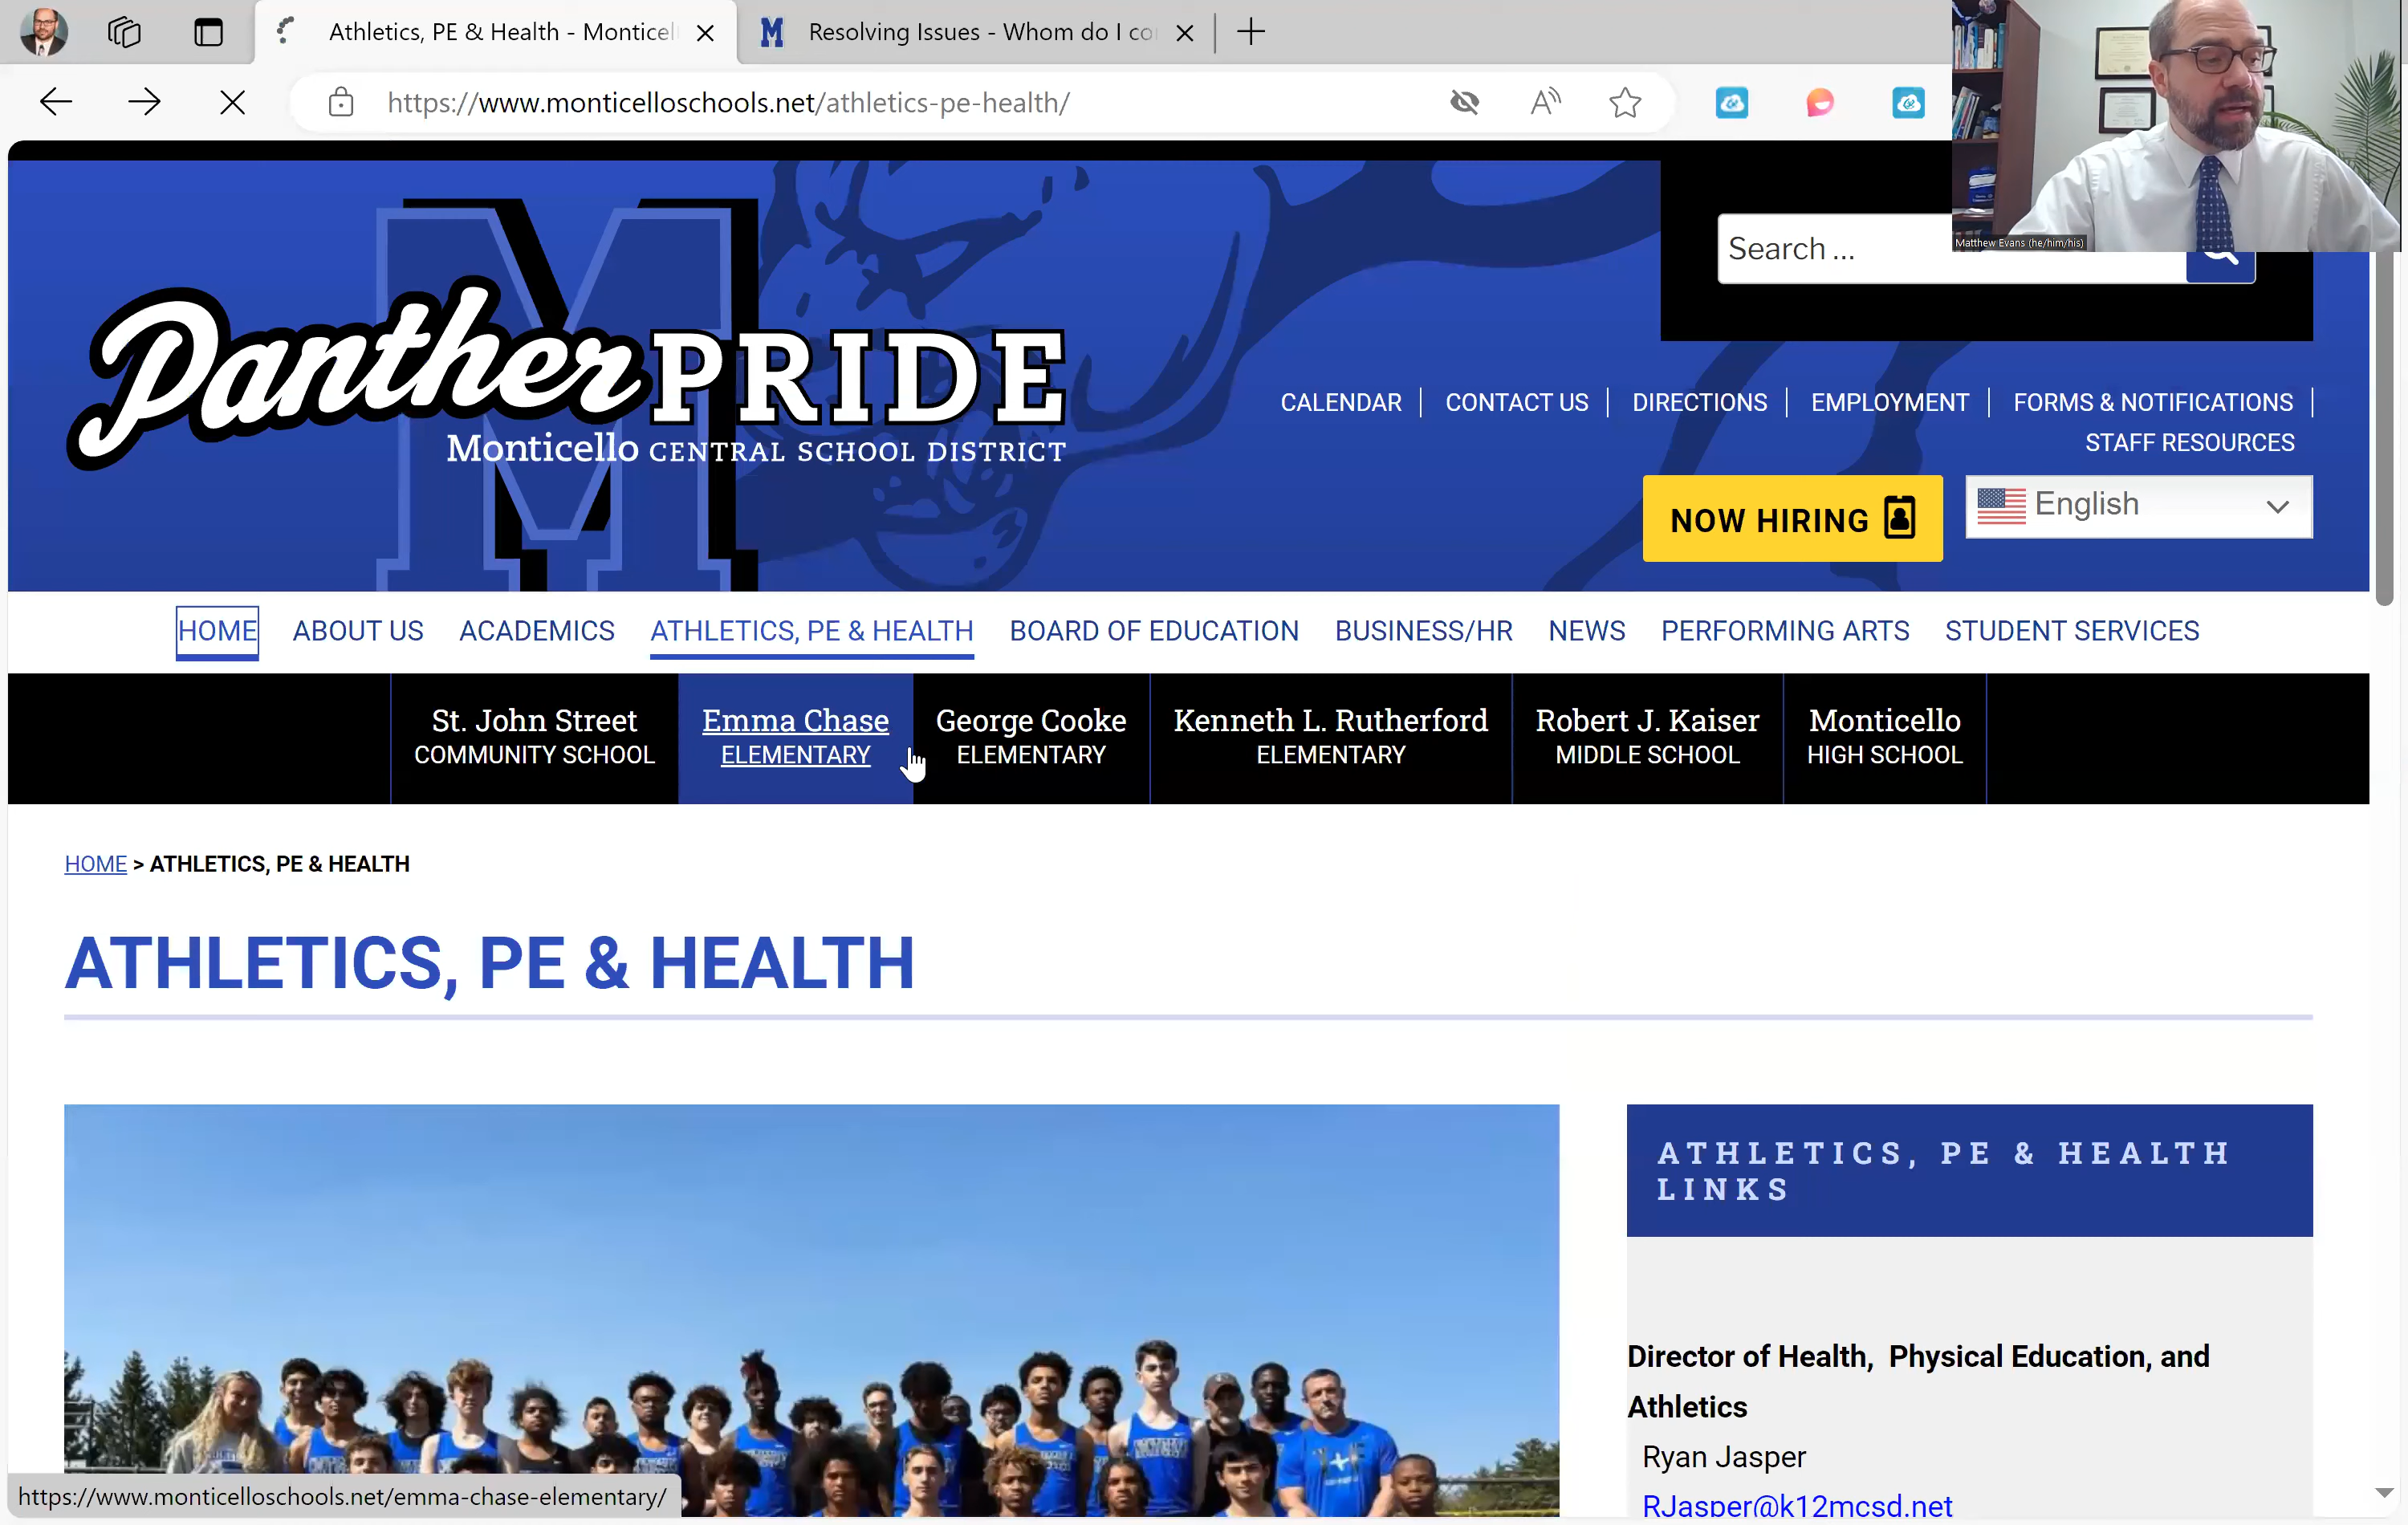 Athletics, PE & Health - Monticel
Resolving Issues - Whom do I co
https://www.monticelloschools.net/athletics-pe-health/
Matthew Evans (he/him/his)
Search ...
M
Panther PRIDE
Monticello CENTRAL SCHOOL DISTRICT
CALENDAR
CONTACT US
DIRECTIONS
EMPLOYMENT
FORMS & NOTIFICATIONS
STAFF RESOURCES
NOW HIRING
English
HOME
ABOUT US
ACADEMICS
ATHLETICS, PE & HEALTH
BOARD OF EDUCATION
BUSINESS/HR
NEWS
PERFORMING ARTS
STUDENT SERVICES
St. John Street
COMMUNITY SCHOOL
Emma Chase
ELEMENTARY
George Cooke
ELEMENTARY
Kenneth L. Rutherford
ELEMENTARY
Robert J. Kaiser
MIDDLE SCHOOL
Monticello
HIGH SCHOOL
HOME > ATHLETICS, PE & HEALTH
ATHLETICS, PE & HEALTH
ATHLETICS, PE & HEALTH
LINKS
Director of Health, Physical Education, and
Athletics
Ryan Jasper
RJasper@k12mcsd.net
https://www.monticelloschools.net/emma-chase-elementary/